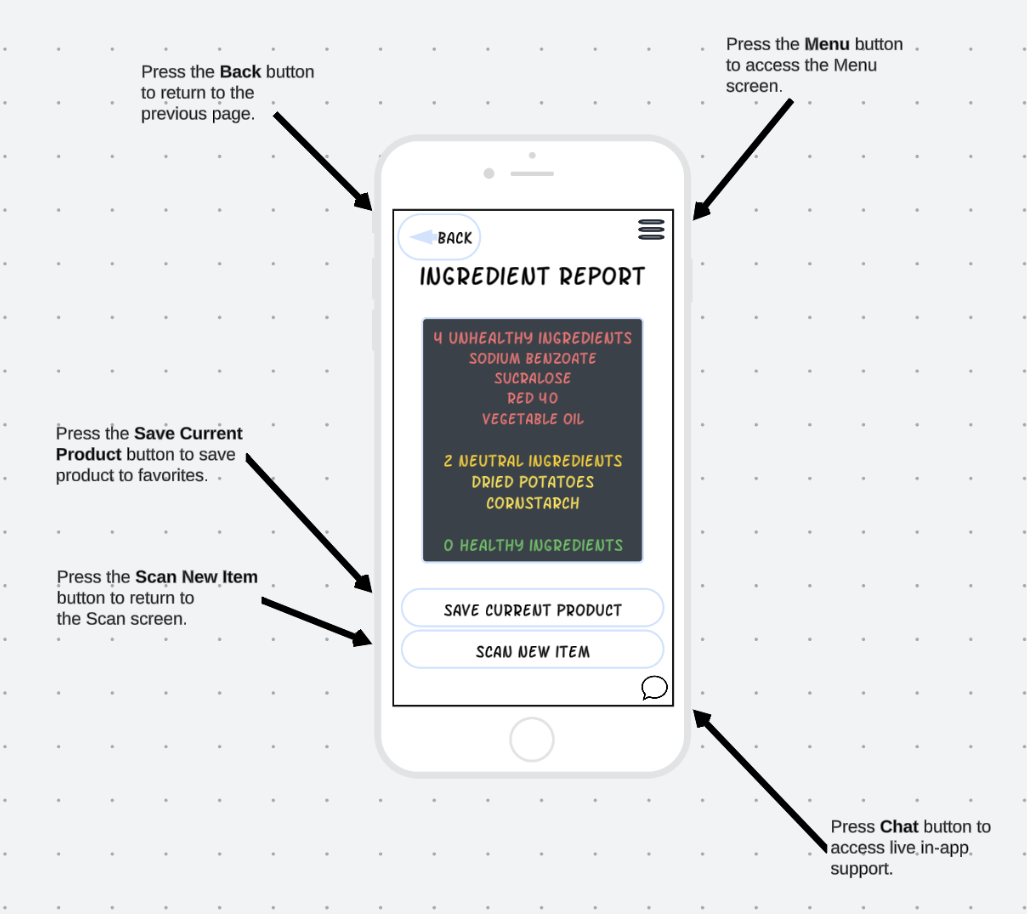 Press the Menu button
to access the Menu
screen.
Press the Back button
to return to the
previous page.
BACK
INGREDIENT REPORT
4 UNHEALTHY INGREDIENTS
SODIUM BENZOATE
SUCRALOSE
RED 40
VEGETABLE OIL
2 NEUTRAL INGREDIENTS
DRIED POTATOES
CORNSTARCH
0 HEALTHY INGREDIENTS
Press the Save Current
Product button to save
product to favorites.
Press the Scan New Item
button to return to
the Scan screen.
SAVE CURRENT PRODUCT
SCAN NEW ITEM
Press Chat button to
access live in-app
support.